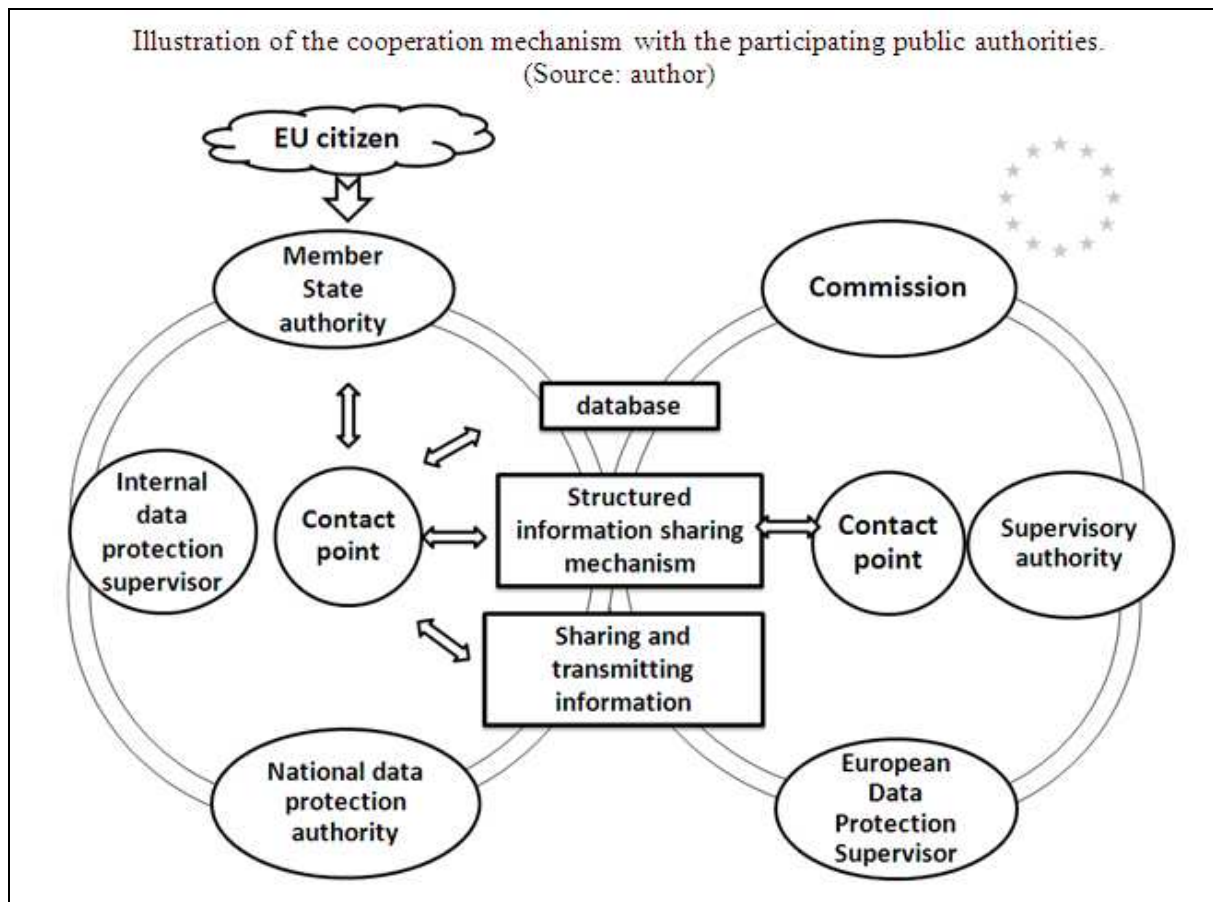 Illustration of the cooperation mechanism with the participating public authorities.
(Source: author)
EU citizen
Member
State
authority
Commission
database
Internal
data
protection
supervisor
Contact
point
Structured
information sharing
mechanism
Contact
point
Supervisory
authority
Sharing and
transmitting
information
National data
protection
authority
European
Data
Protection
Supervisor